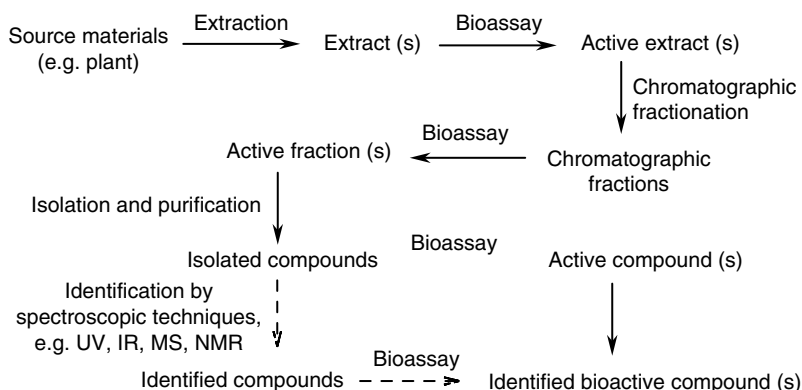 Source materials
(e.g. plant)
Extraction
Extract (s)
Bioassay
Active extract (s)
Chromatographic
fractionation
Chromatographic
fractions
Bioassay
Active fraction (s)
Isolation and purification
Isolated compounds
Bioassay
Active compound (s)
Identification by
spectroscopic techniques,
e.g. UV, IR, MS, NMR
Identified compounds
Bioassay
Identified bioactive compound (s)